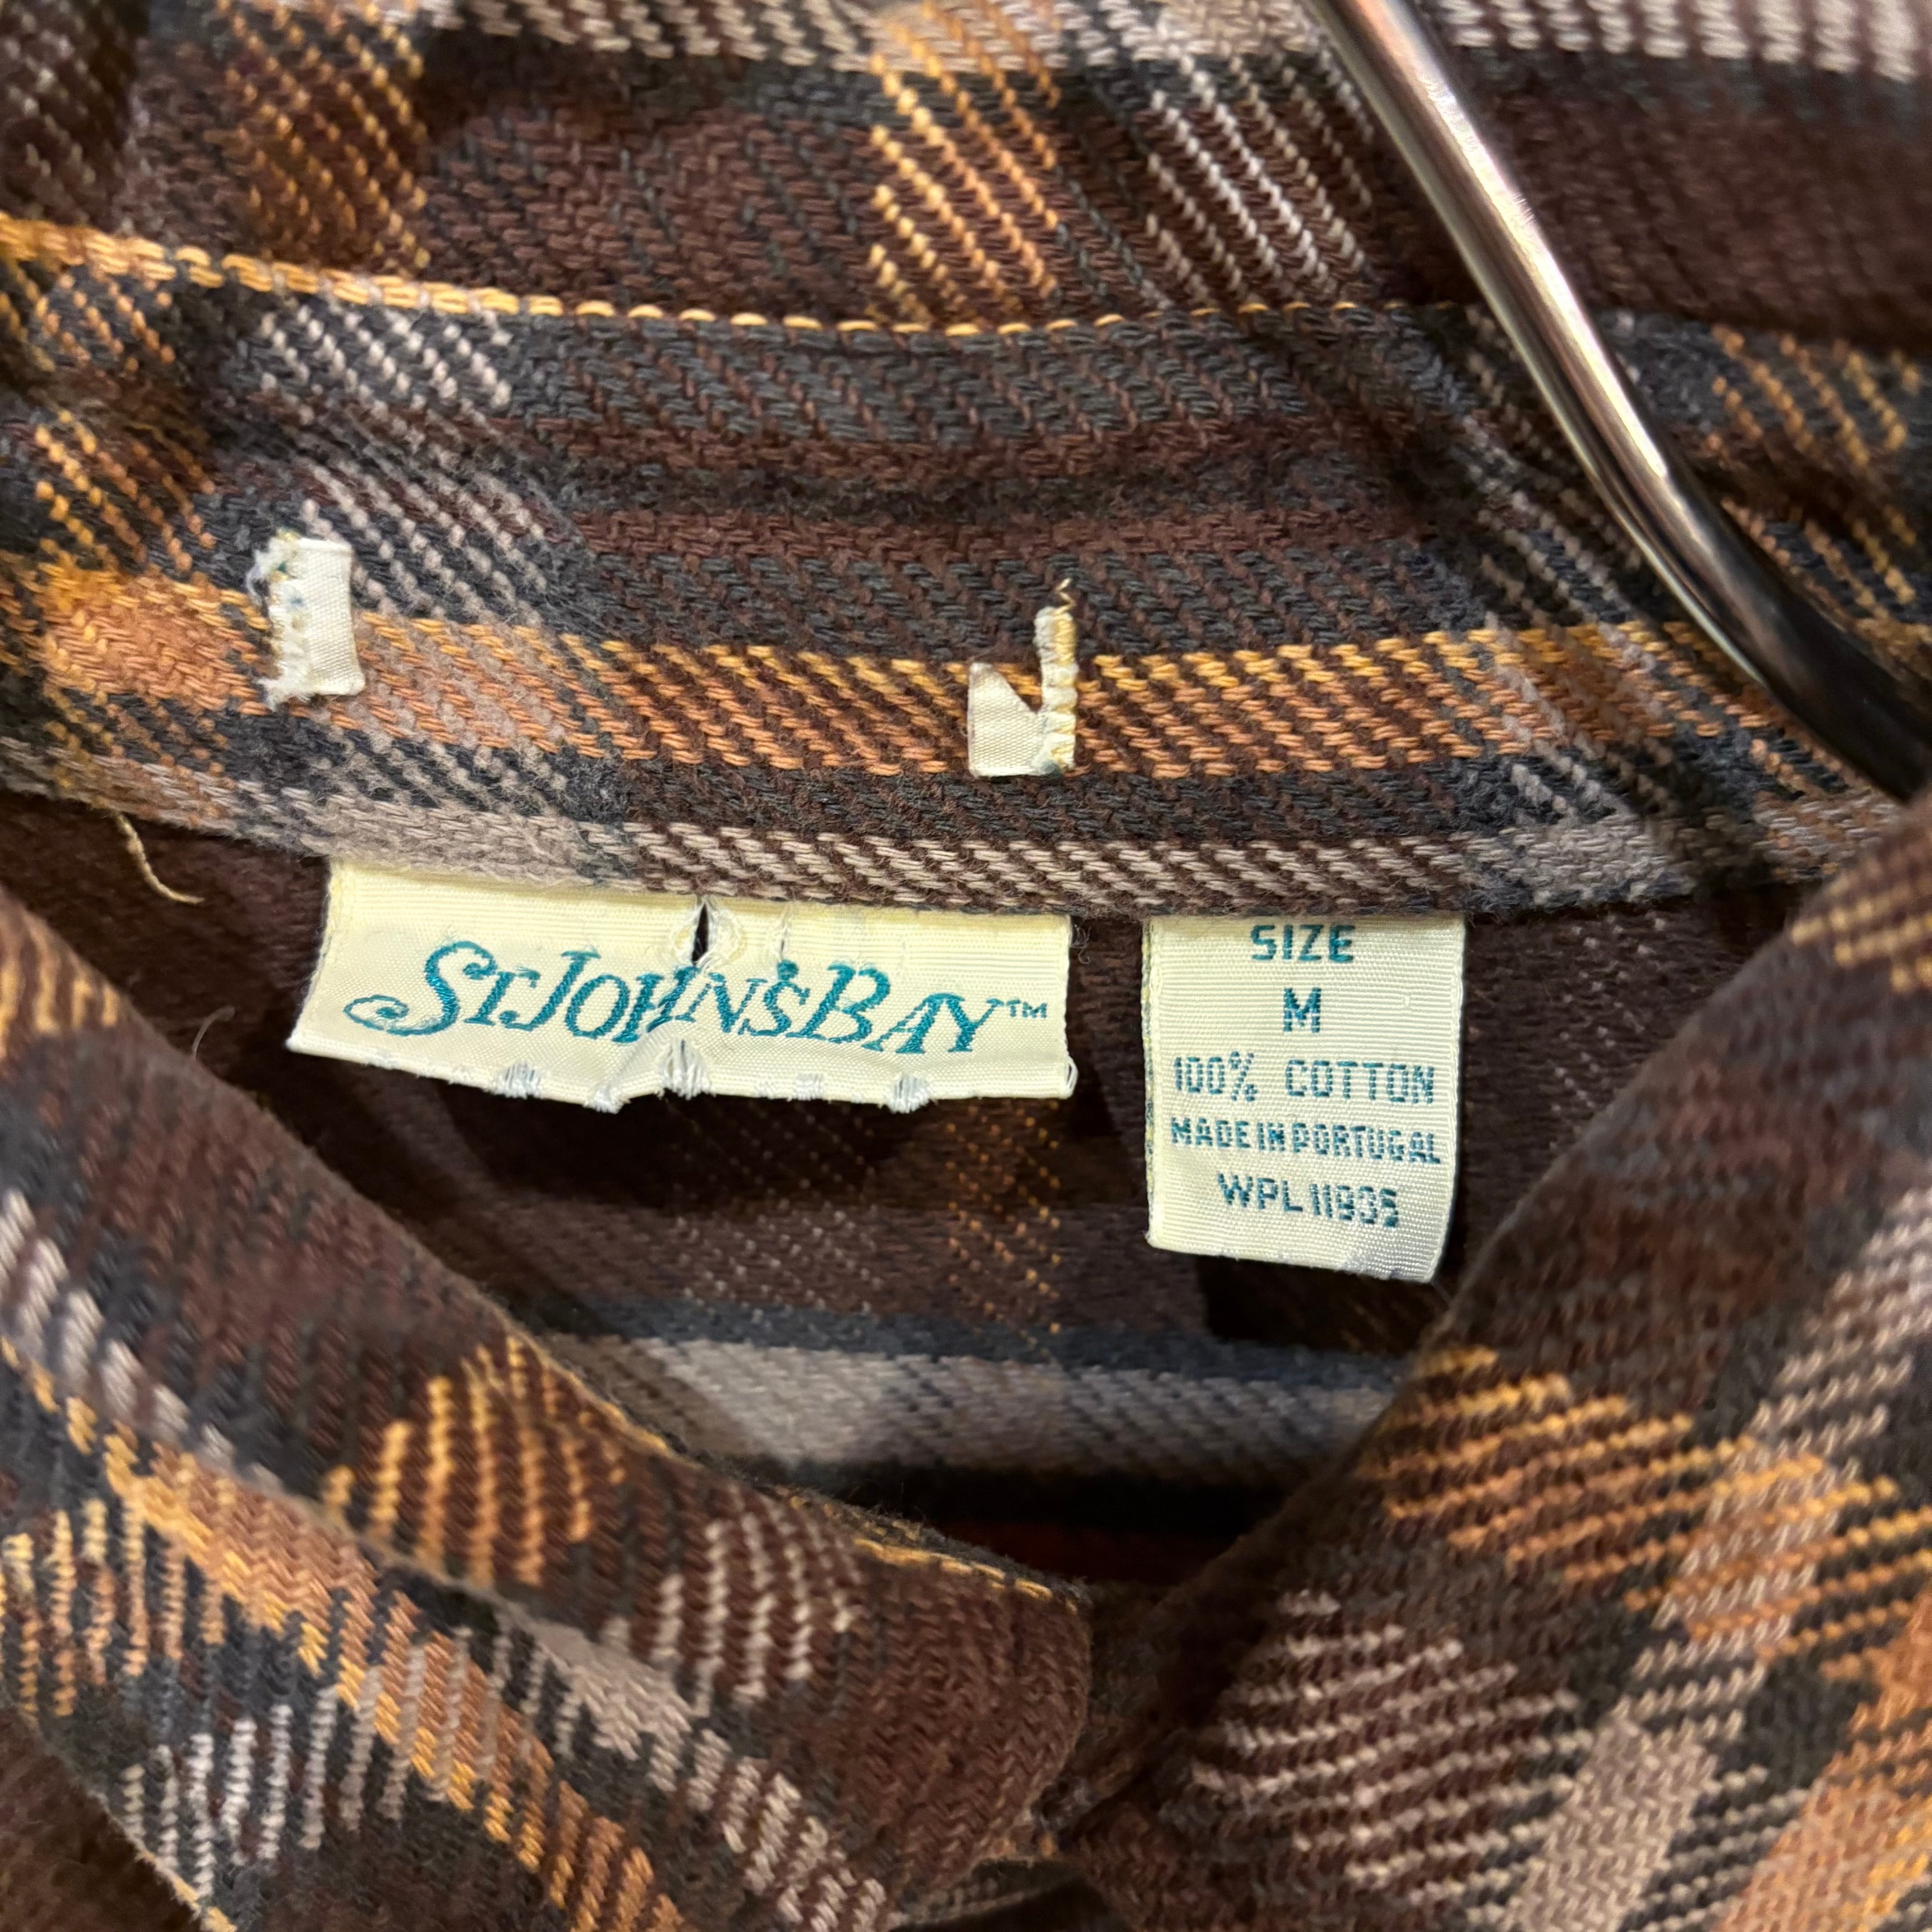 ST. JOHN'S BAY™
SIZE
M
100% COTTON
MADE IN PORTUGAL
WPL 11935